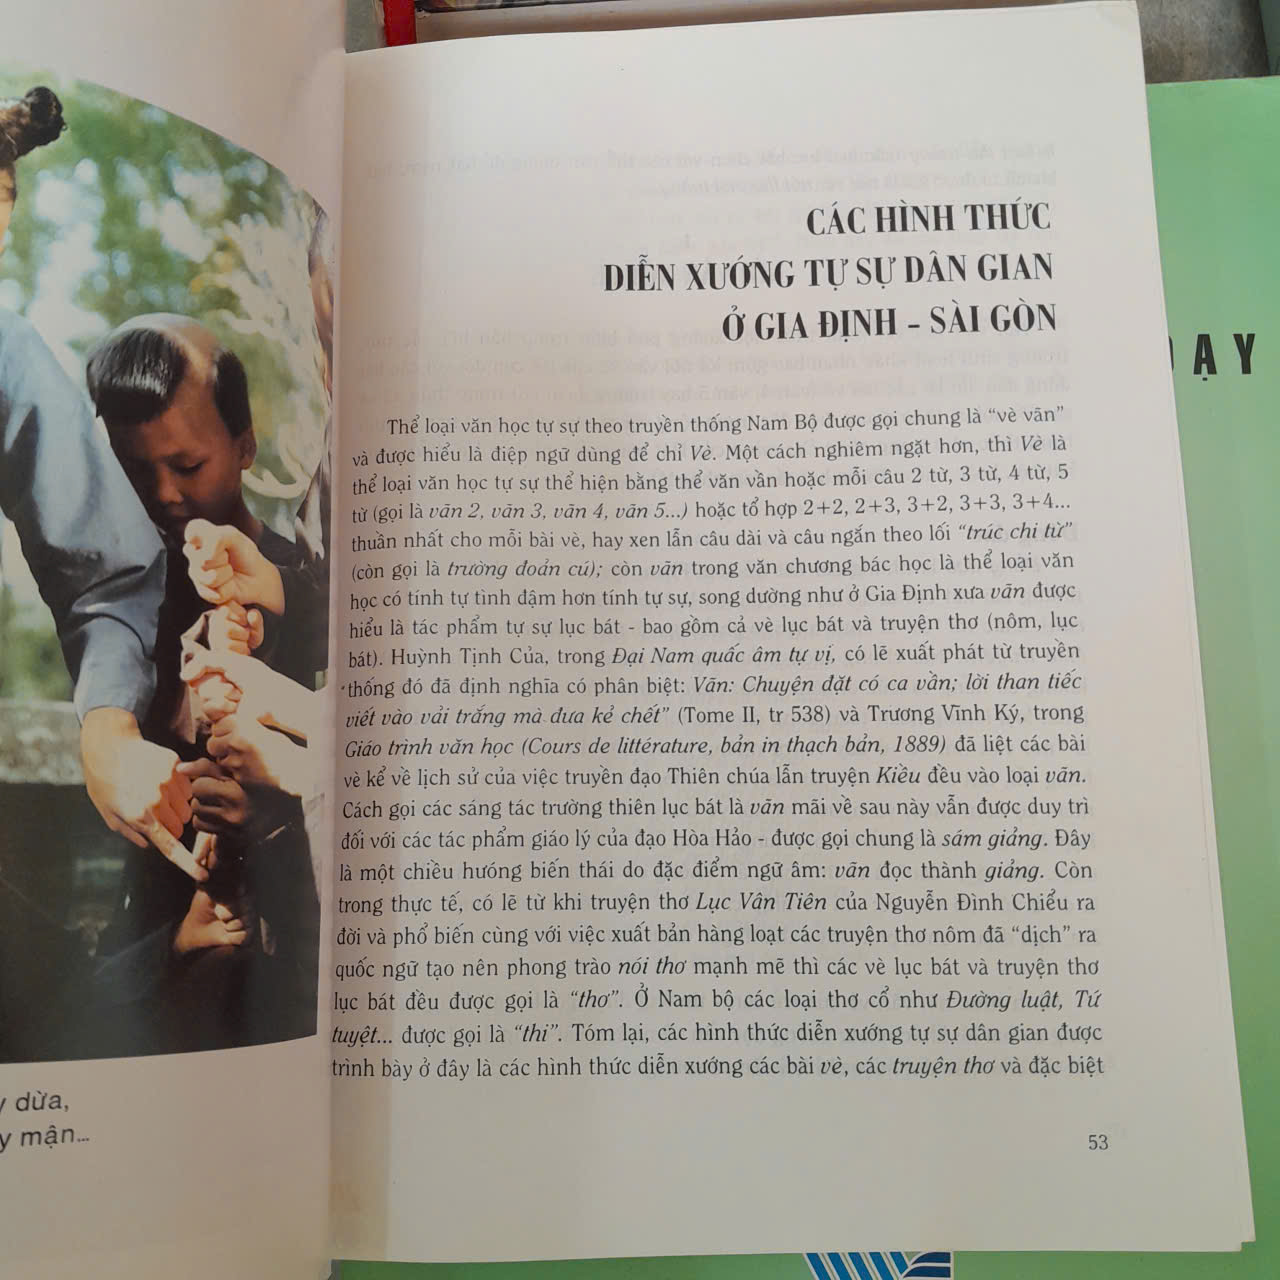 CÁC HÌNH THỨC
DIỄN XƯỚNG TỰ SỰ DÂN GIAN
Ở GIA ĐỊNH - SÀI GÒN
Thể loại văn học tự sự theo truyền thống Nam Bộ được gọi chung là “vè vãn”
và được hiểu là điệp ngữ dùng để chỉ Vè. Một cách nghiêm ngặt hơn, thì Vè là
thể loại văn học tự sự thể hiện bằng thể văn vần hoặc mỗi câu 2 từ, 3 từ, 4 từ, 5
từ (gọi là vãn 2, vãn 3, vãn 4, vãn 5...) hoặc tổ hợp 2+2, 2+3, 3+2, 3+3, 3+4...
thuần nhất cho mỗi bài vè, hay xen lẫn câu dài và câu ngắn theo lối “trúc chi từ”
(còn gọi là trường đoản cú); còn vãn trong văn chương bác học là thể loại văn
học có tính tự tình đậm hơn tính tự sự, song dường như ở Gia Định xưa vãn được
hiểu là tác phẩm tự sự lục bát - bao gồm cả vè lục bát và truyện thơ (nôm, lục
bát). Huỳnh Tịnh Của, trong Đại Nam quốc âm tự vị, có lẽ xuất phát từ truyền
thống đó đã định nghĩa có phân biệt: Vãn: Chuyện đặt có ca vần; lời than tiếc
viết vào vải trắng mà đưa kẻ chết” (Tome II, tr 538) và Trương Vĩnh Ký, trong
Giáo trình văn học (Cours de littérature, bản in thạch bản, 1889) đã liệt các bài
vè kể về lịch sử của việc truyền đạo Thiên chúa lẫn truyện Kiều đều vào loại vãn.
Cách gọi các sáng tác trường thiên lục bát là vãn mãi về sau này vẫn được duy trì
đối với các tác phẩm giáo lý của đạo Hòa Hảo - được gọi chung là sám giảng. Đây
là một chiều hướng biến thái do đặc điểm ngữ âm: vãn đọc thành giảng. Còn
trong thực tế, có lẽ từ khi truyện thơ Lục Vân Tiên của Nguyễn Đình Chiểu ra
đời và phổ biến cùng với việc xuất bản hàng loạt các truyện thơ nôm đã “dịch” ra
quốc ngữ tạo nên phong trào nói thơ mạnh mẽ thì các vè lục bát và truyện thơ
lục bát đều được gọi là “thơ”. Ở Nam bộ các loại thơ cổ như Đường luật, Tứ
tuyệt... được gọi là “thi”. Tóm lại, các hình thức diễn xướng tự sự dân gian được
trình bày ở đây là các hình thức diễn xướng các bài vè, các truyện thơ và đặc biệt
53
dừa,
mận...
DẠY